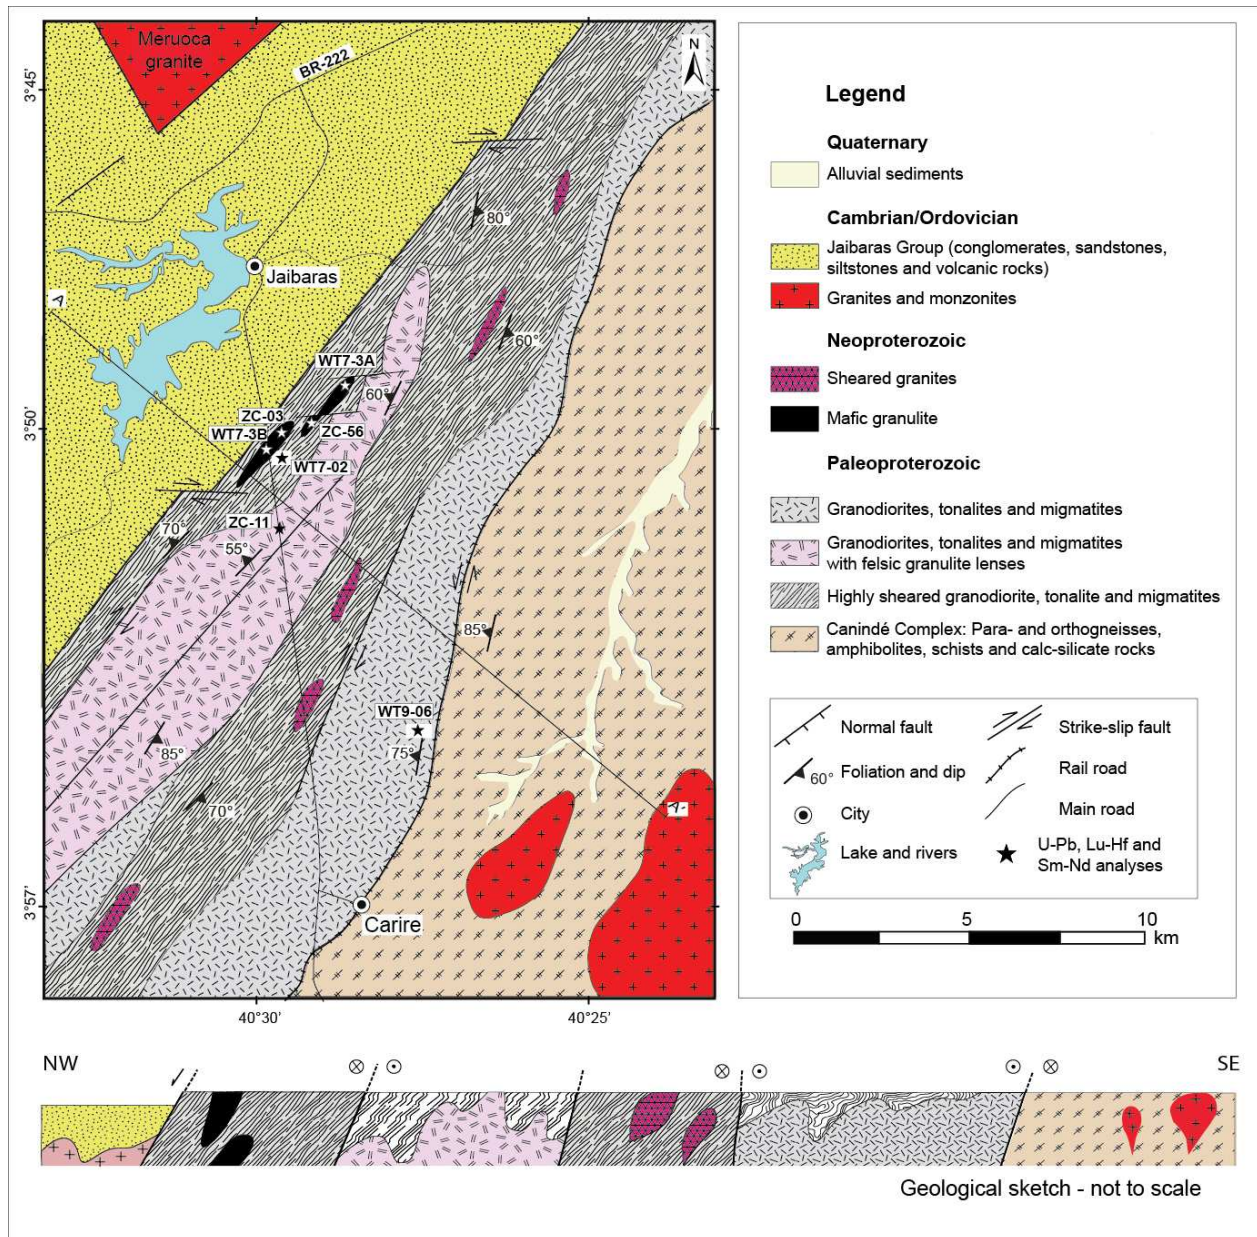 Meruoca
granite
BR-222
N
3°45'
80°
Jaibaras
A
60°
WT7-3A
60°
ZC-03
3°50'
WT7-3B
ZC-56
WT7-02
ZC-11
70°
55°
85°
WT9-06
75°
85°
70°
A-
3°57'
Carire
40°30'
40°25'
Legend
Quaternary
Alluvial sediments
Cambrian/Ordovician
Jaibaras Group (conglomerates, sandstones,
siltstones and volcanic rocks)
Granites and monzonites
Neoproterozoic
Sheared granites
Mafic granulite
Paleoproterozoic
Granodiorites, tonalites and migmatites
Granodiorites, tonalites and migmatites
with felsic granulite lenses
Highly sheared granodiorite, tonalite and migmatites
Canindé Complex: Para- and orthogneisses,
amphibolites, schists and calc-silicate rocks
Normal fault
Strike-slip fault
60°
Foliation and dip
Rail road
City
Main road
Lake and rivers
U-Pb, Lu-Hf and
Sm-Nd analyses
0 5 10
km
NW
SE
Geological sketch - not to scale